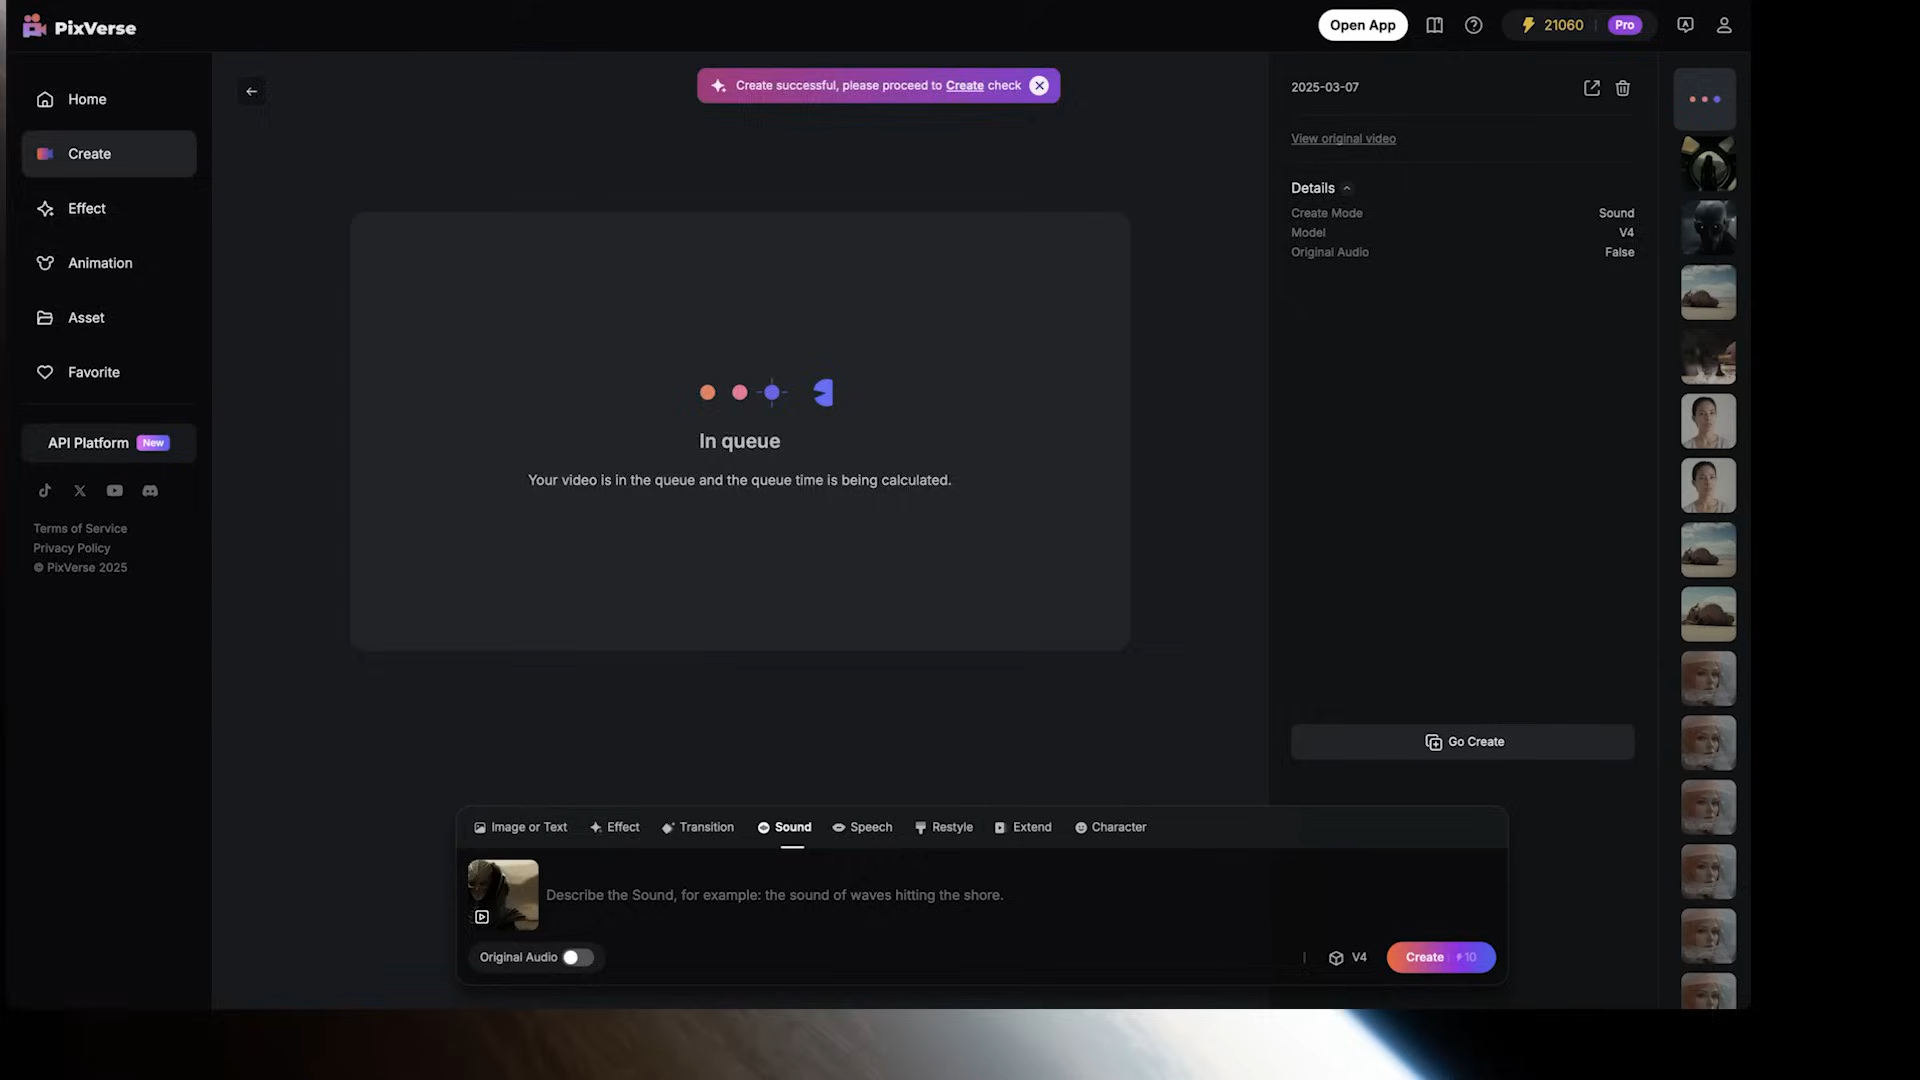 PixVerse
Open App
21060
Pro
Home
Create
Effect
Animation
Asset
Favorite
API Platform New
Terms of Service
Privacy Policy
© PixVerse 2025
Create successful, please proceed to Create check
In queue
Your video is in the queue and the queue time is being calculated.
2025-03-07
View original video
Details
Create Mode Sound
Model V4
Original Audio False
Go Create
Image or Text Effect Transition Sound Speech Restyle Extend Character
Describe the Sound, for example: the sound of waves hitting the shore.
Original Audio
V4
Create 10